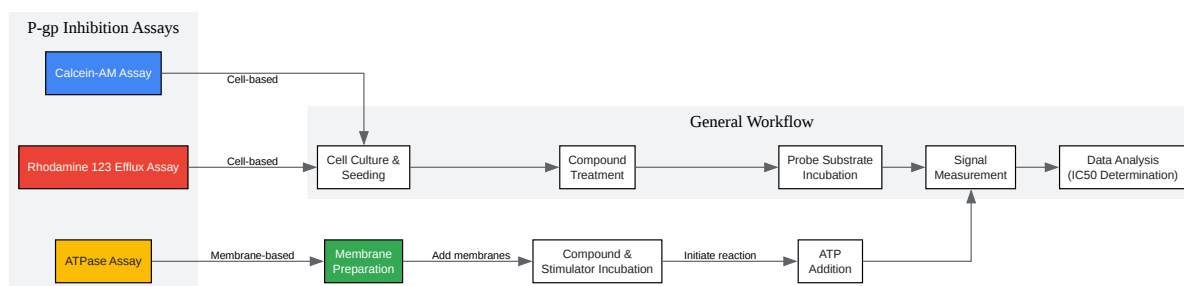 P-gp Inhibition Assays
Calcein-AM Assay
Cell-based
General Workflow
Rhodamine 123 Efflux Assay
Cell-based
Cell Culture &
Seeding
Compound
Treatment
Probe Substrate
Incubation
Signal
Measurement
Data Analysis
(IC50 Determination)
ATPase Assay
Membrane-based
Membrane
Preparation
Add membranes
Compound &
Stimulator Incubation
Initiate reaction
ATP
Addition